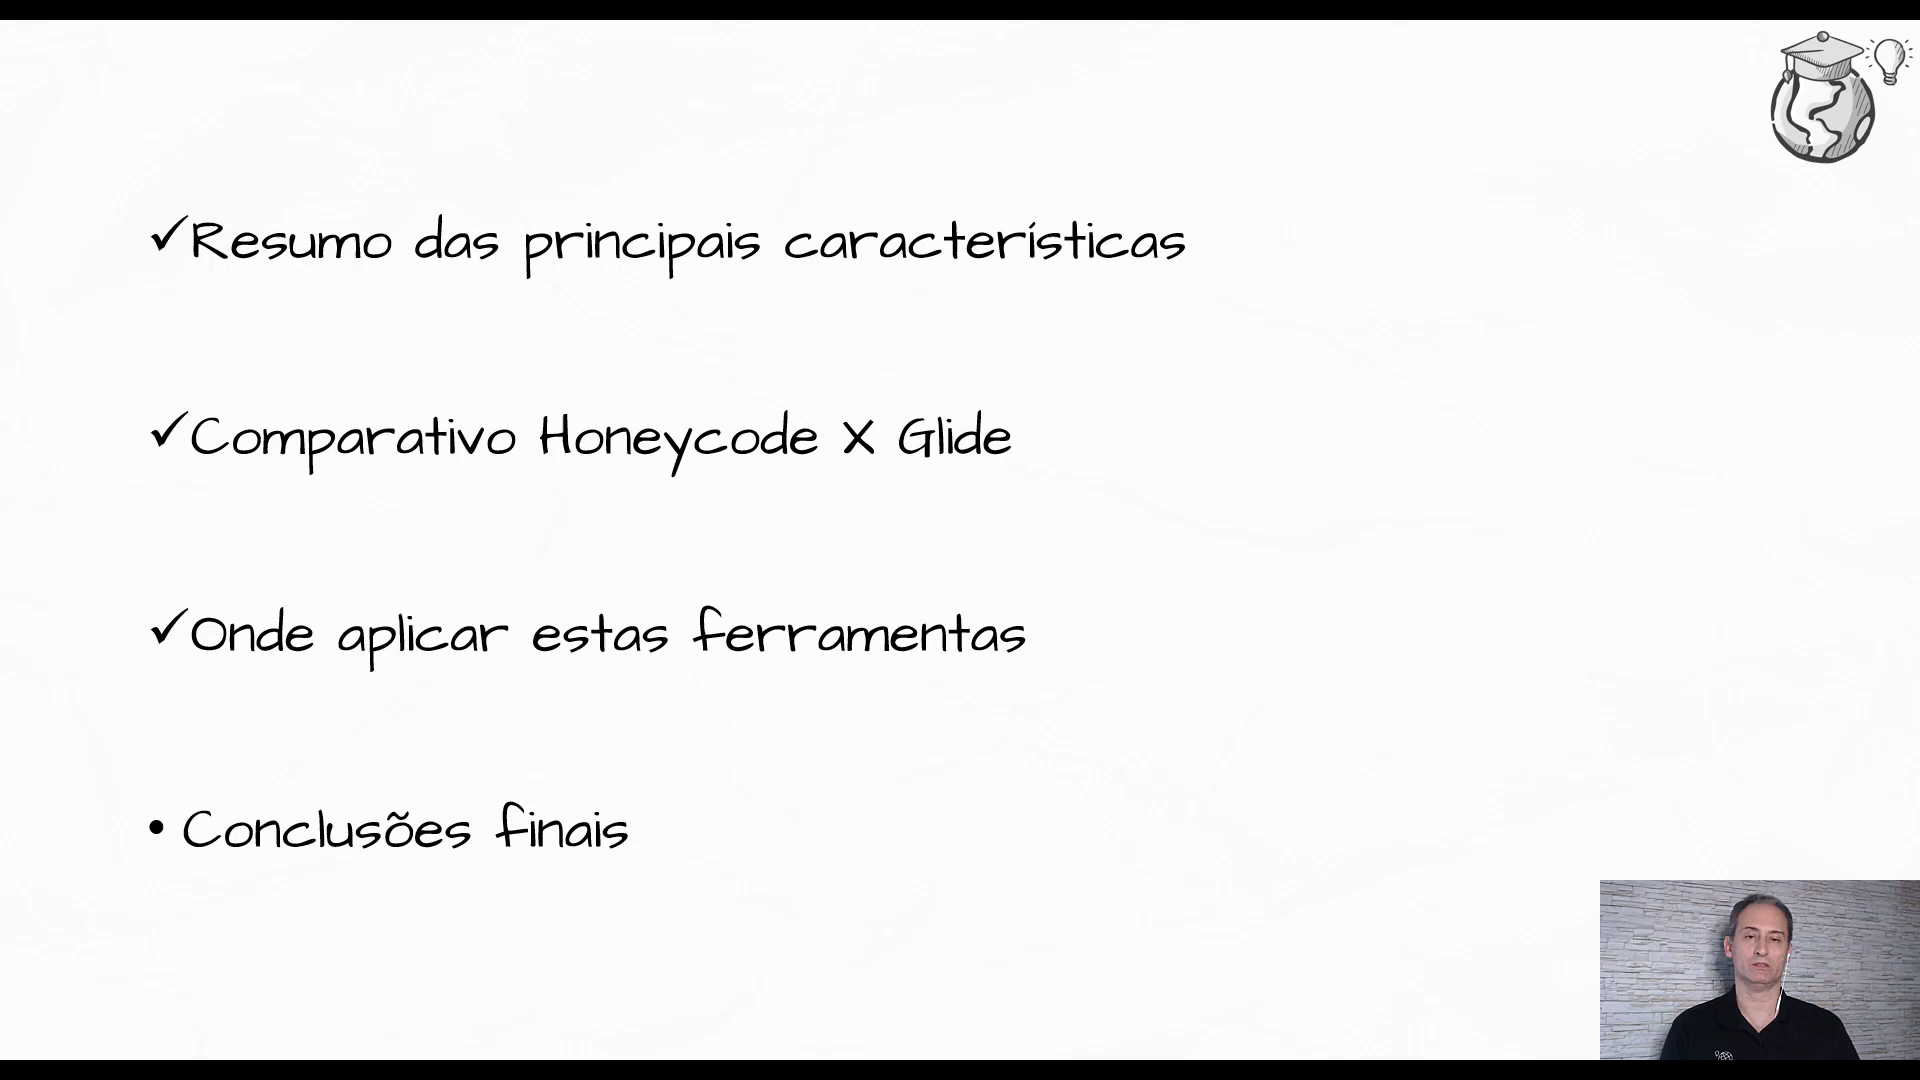 ✓Resumo das principais características
✓Comparativo Honeycode X Glide
✓Onde aplicar estas ferramentas
• Conclusões finais